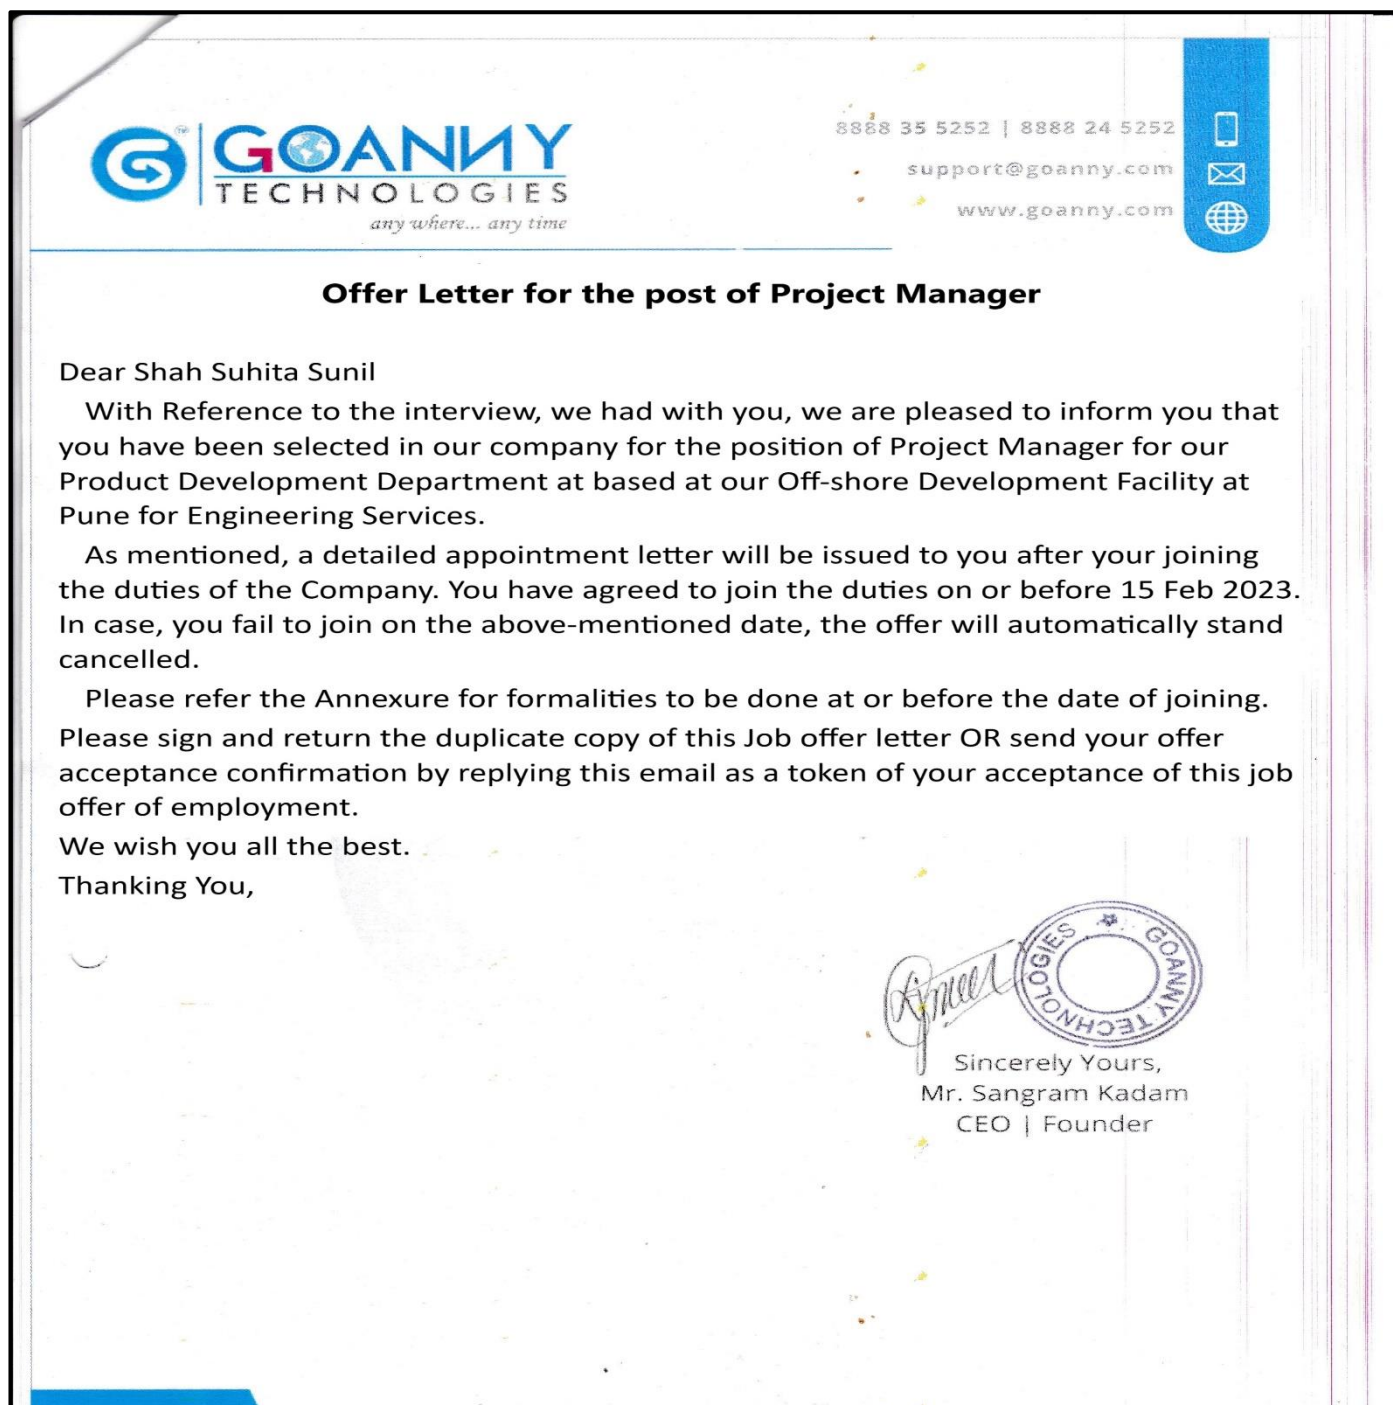 GOANNY
TECHNOLOGIES
any where... any time
TM
8888 35 5252 | 8888 24 5252
support@goanny.com
www.goanny.com
Offer Letter for the post of Project Manager
Dear Shah Suhita Sunil
With Reference to the interview, we had with you, we are pleased to inform you that
you have been selected in our company for the position of Project Manager for our
Product Development Department at based at our Off-shore Development Facility at
Pune for Engineering Services.
As mentioned, a detailed appointment letter will be issued to you after your joining
the duties of the Company. You have agreed to join the duties on or before 15 Feb 2023.
In case, you fail to join on the above-mentioned date, the offer will automatically stand
cancelled.
Please refer the Annexure for formalities to be done at or before the date of joining.
Please sign and return the duplicate copy of this Job offer letter OR send your offer
acceptance confirmation by replying this email as a token of your acceptance of this job
offer of employment.
We wish you all the best.
Thanking You,
GOANNY TECHNOLOGIES
Sincerely Yours,
Mr. Sangram Kadam
CEO | Founder